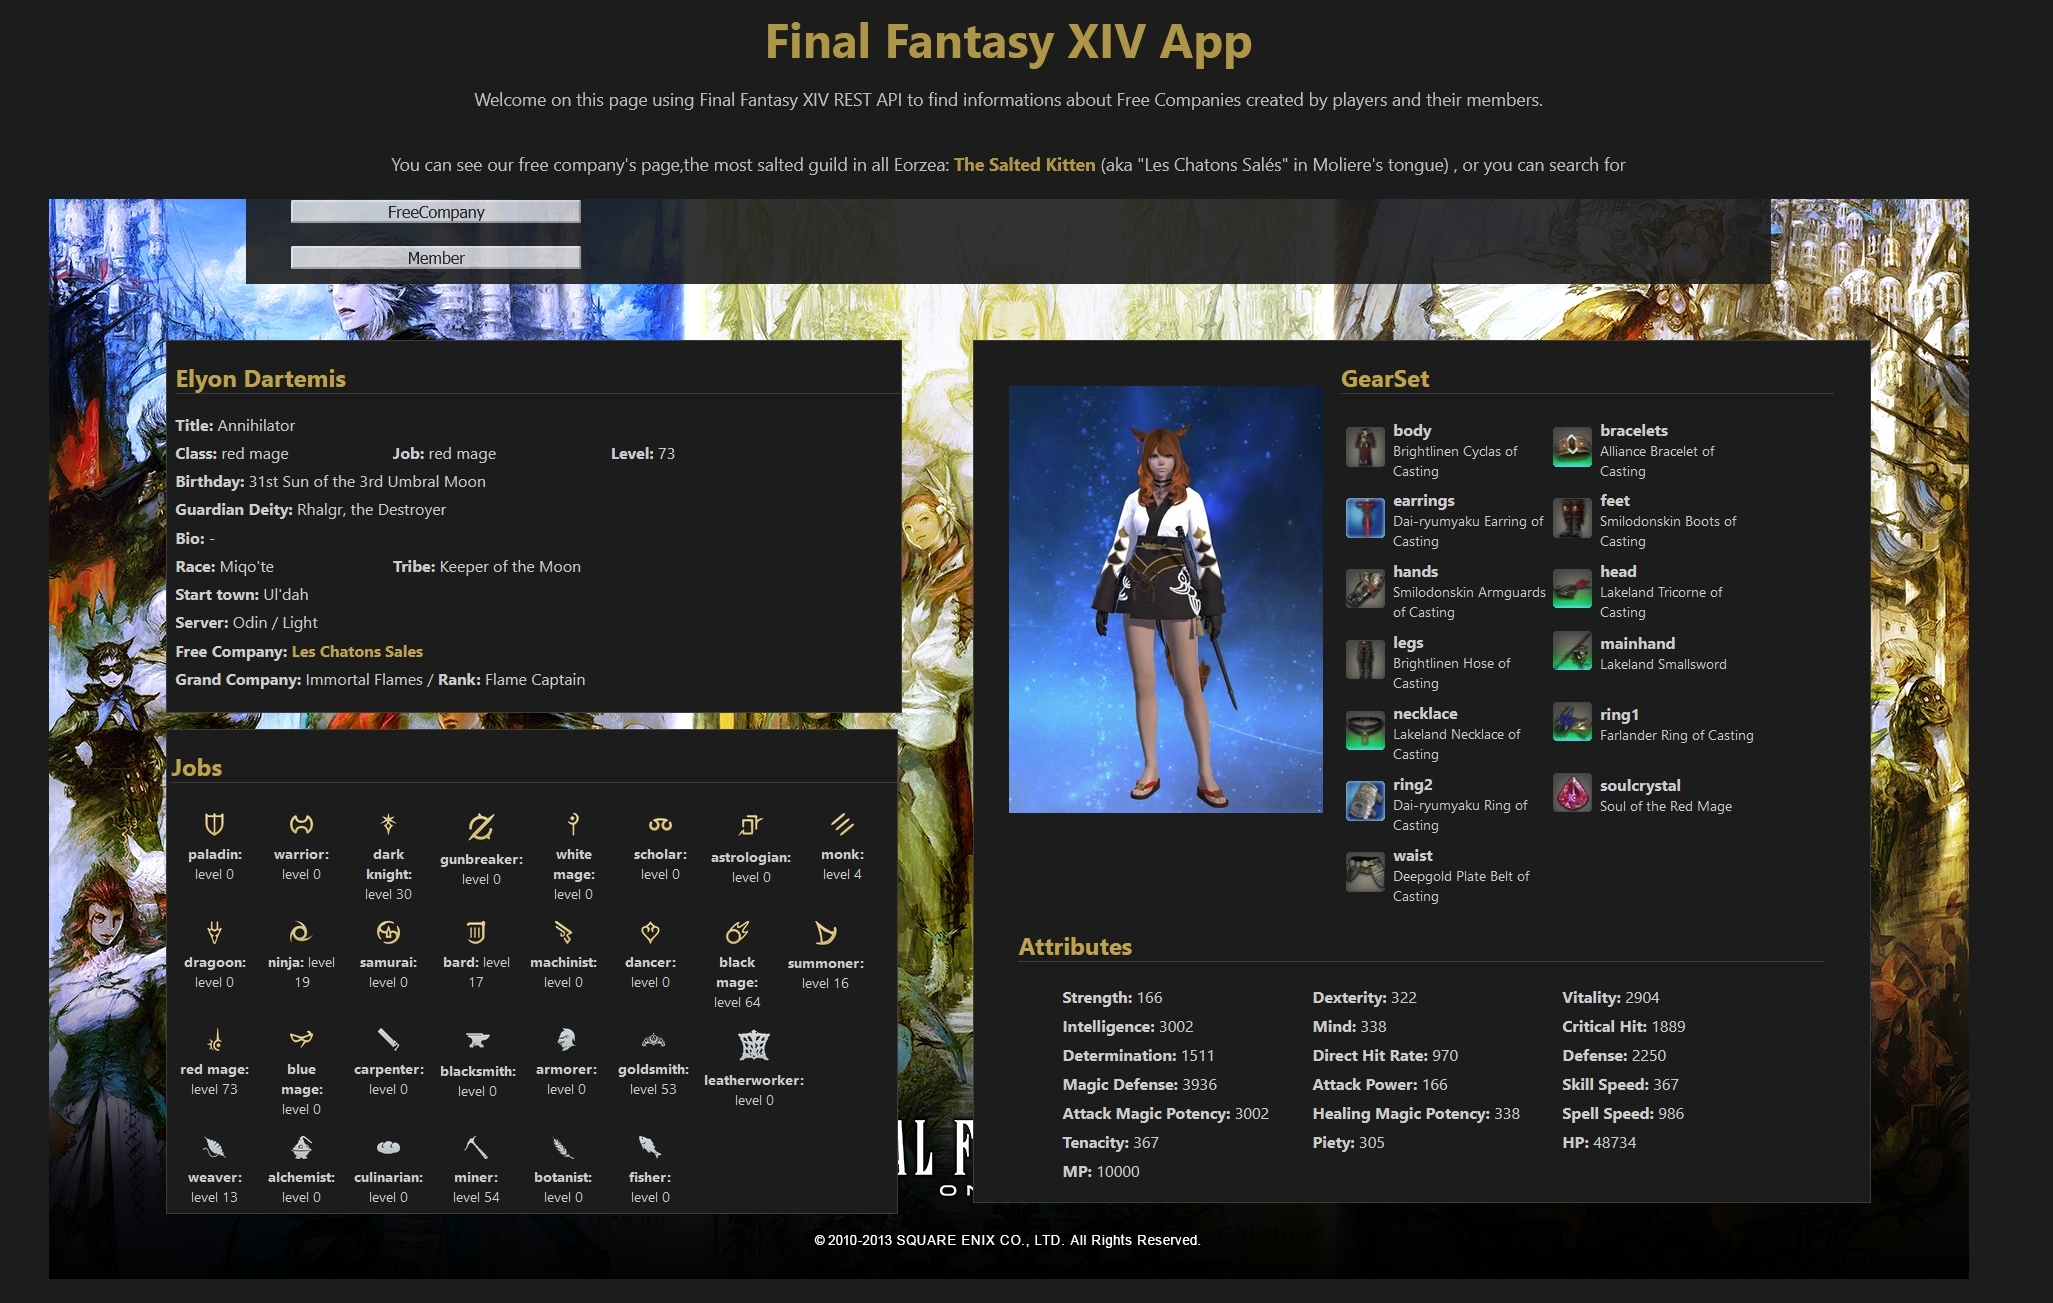 Final Fantasy XIV App
Welcome on this page using Final Fantasy XIV REST API to find informations about Free Companies created by players and their members.
You can see our free company's page,the most salted guild in all Eorzea: The Salted Kitten (aka "Les Chatons Salés" in Moliere's tongue) , or you can search for
FreeCompany
Member
Elyon Dartemis
Title: Annihilator
Class: red mage Job: red mage Level: 73
Birthday: 31st Sun of the 3rd Umbral Moon
Guardian Deity: Rhalgr, the Destroyer
Bio: -
Race: Miqo'te Tribe: Keeper of the Moon
Start town: Ul'dah
Server: Odin / Light
Free Company: Les Chatons Sales
Grand Company: Immortal Flames / Rank: Flame Captain
Jobs
paladin:
level 0
warrior:
level 0
dark
knight:
level 30
gunbreaker:
level 0
white
mage:
level 0
scholar:
level 0
astrologian:
level 0
monk:
level 4
dragoon:
level 0
ninja: level
19
samurai:
level 0
bard: level
17
machinist:
level 0
dancer:
level 0
black
mage:
level 64
summoner:
level 16
red mage:
level 73
blue
mage:
level 0
carpenter:
level 0
blacksmith:
level 0
armorer:
level 0
goldsmith:
level 53
leatherworker:
level 0
weaver:
level 13
alchemist:
level 0
culinarian:
level 0
miner:
level 54
botanist:
level 0
fisher:
level 0
GearSet
body
Brightlinen Cyclas of
Casting
bracelets
Alliance Bracelet of
Casting
earrings
Dai-ryumyaku Earring of
Casting
feet
Smilodonskin Boots of
Casting
hands
Smilodonskin Armguards
of Casting
head
Lakeland Tricorne of
Casting
legs
Brightlinen Hose of
Casting
mainhand
Lakeland Smallsword
necklace
Lakeland Necklace of
Casting
ring1
Farlander Ring of Casting
ring2
Dai-ryumyaku Ring of
Casting
soulcrystal
Soul of the Red Mage
waist
Deepgold Plate Belt of
Casting
Attributes
Strength: 166 Dexterity: 322 Vitality: 2904
Intelligence: 3002 Mind: 338 Critical Hit: 1889
Determination: 1511 Direct Hit Rate: 970 Defense: 2250
Magic Defense: 3936 Attack Power: 166 Skill Speed: 367
Attack Magic Potency: 3002 Healing Magic Potency: 338 Spell Speed: 986
Tenacity: 367 Piety: 305 HP: 48734
MP: 10000
AL F
ON
© 2010-2013 SQUARE ENIX CO., LTD. All Rights Reserved.